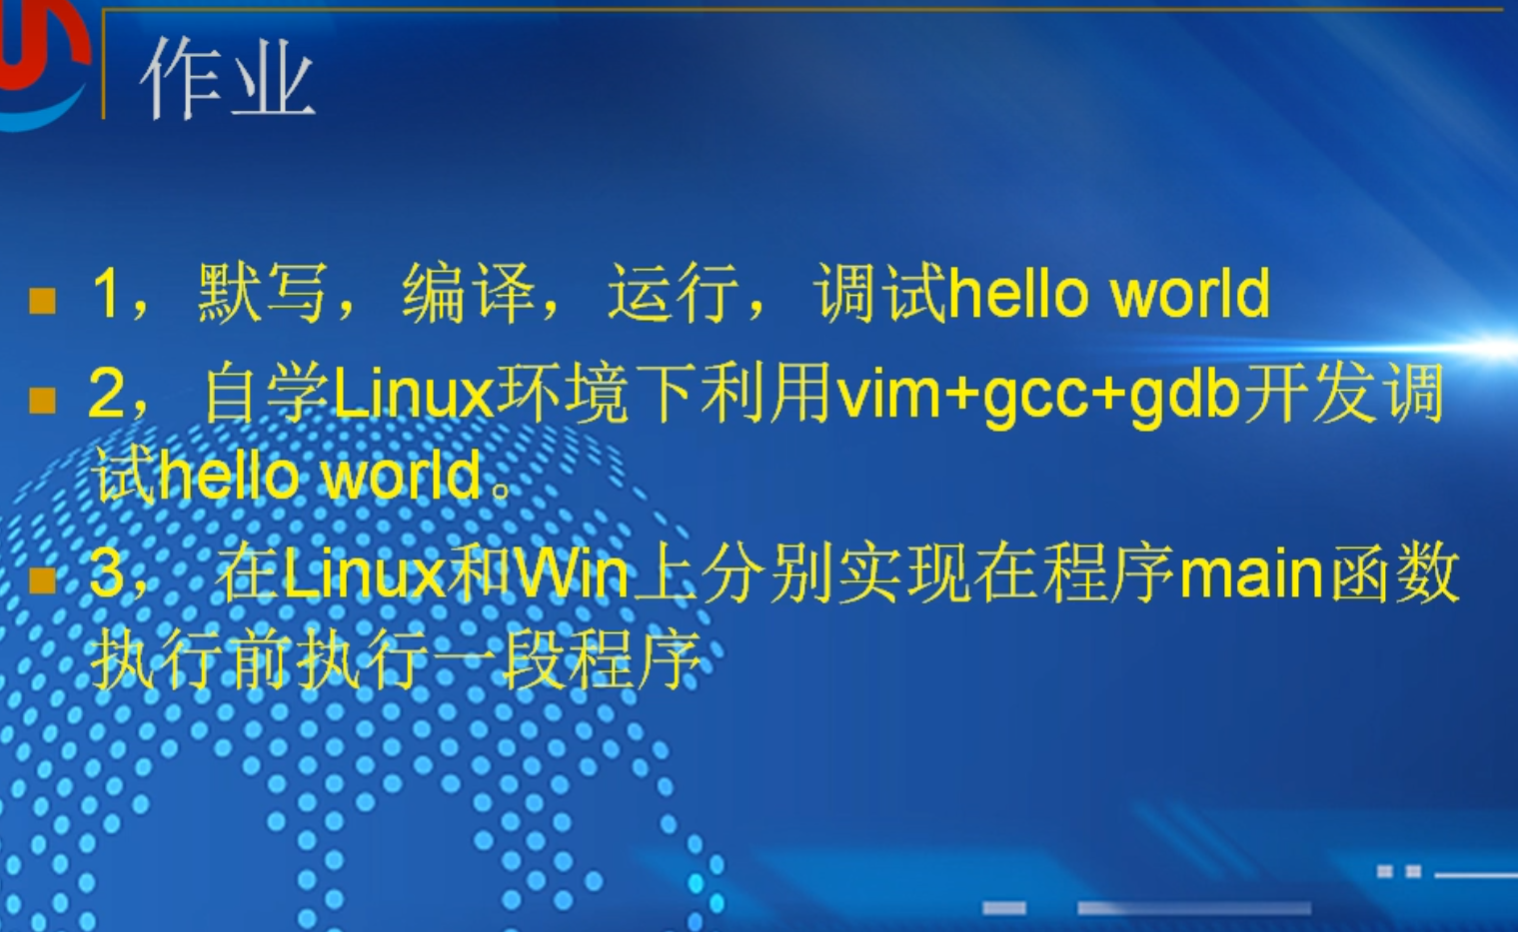 作业
1，默写，编译，运行，调试hello world
2，自学Linux环境下利用vim+gcc+gdb开发调
试hello world。
3， 在Linux和Win上分别实现在程序main函数
执行前执行一段程序